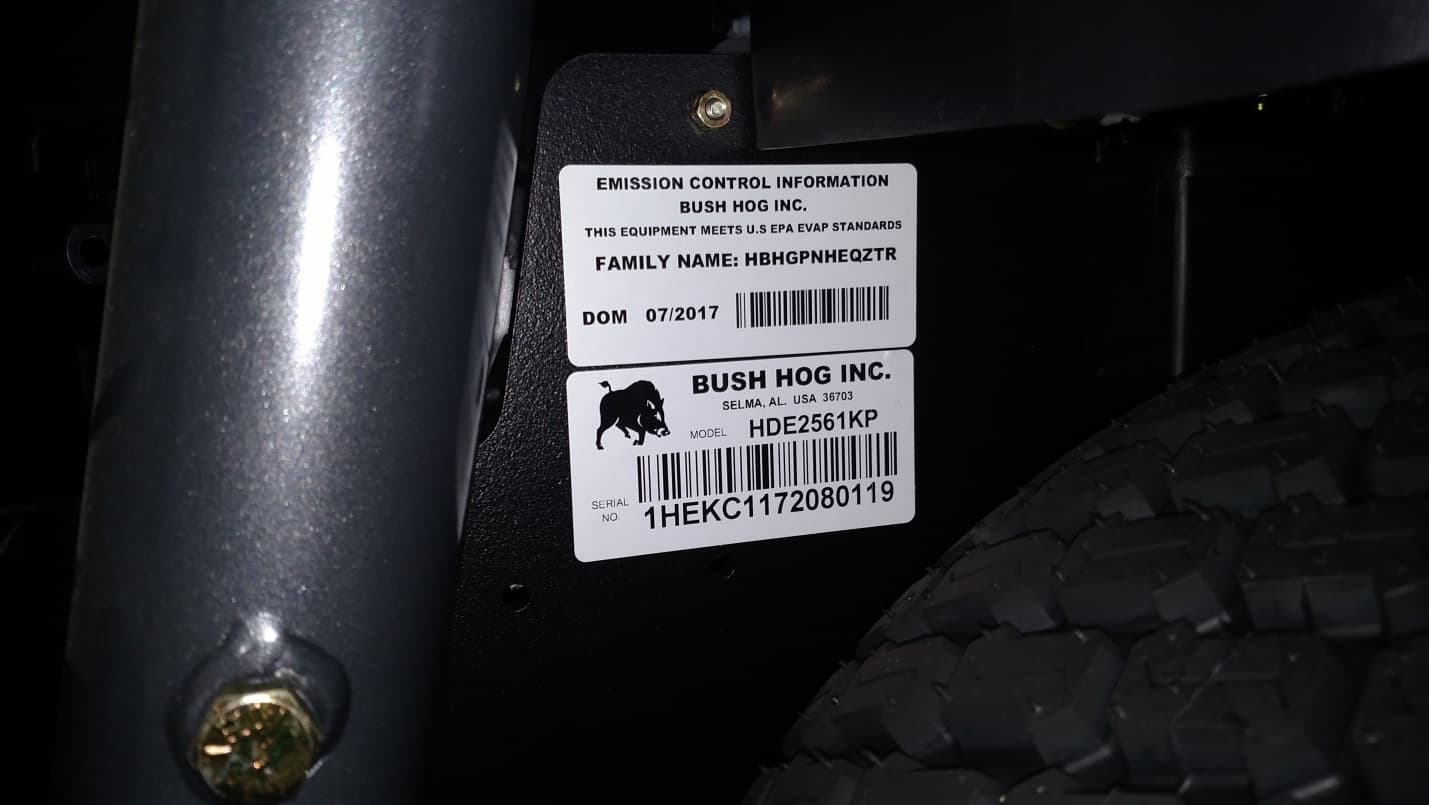 EMISSION CONTROL INFORMATION
BUSH HOG INC.
THIS EQUIPMENT MEETS U.S EPA EVAP STANDARDS
FAMILY NAME: HBHGPNHEQZTR
DOM 07/2017
BUSH HOG INC.
SELMA, AL. USA 36703
MODEL HDE2561KP
SERIAL
NO. 1HEKC1172080119